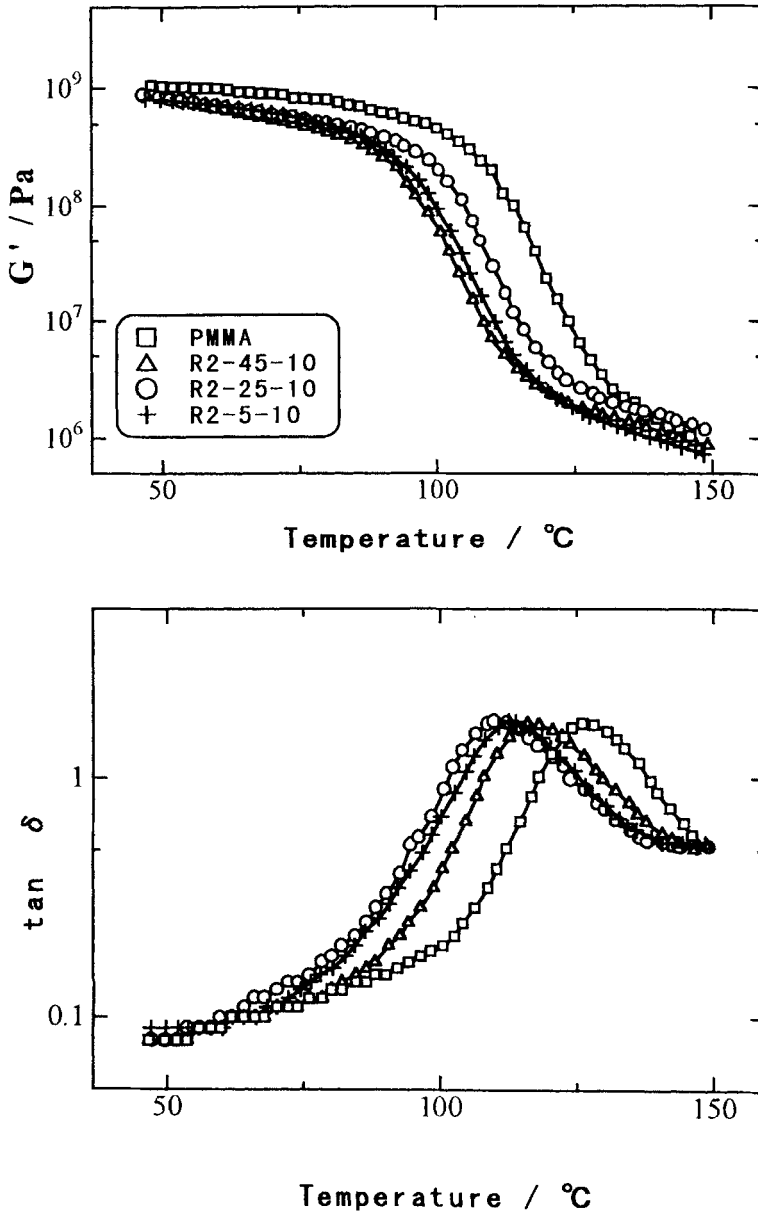 10⁹
10⁸
10⁷
10⁶
G' /Pa
PMMA
R2-45-10
R2-25-10
R2-5-10
50
100
150
Temperature / ℃
1
0.1
tan δ
50
100
150
Temperature / ℃